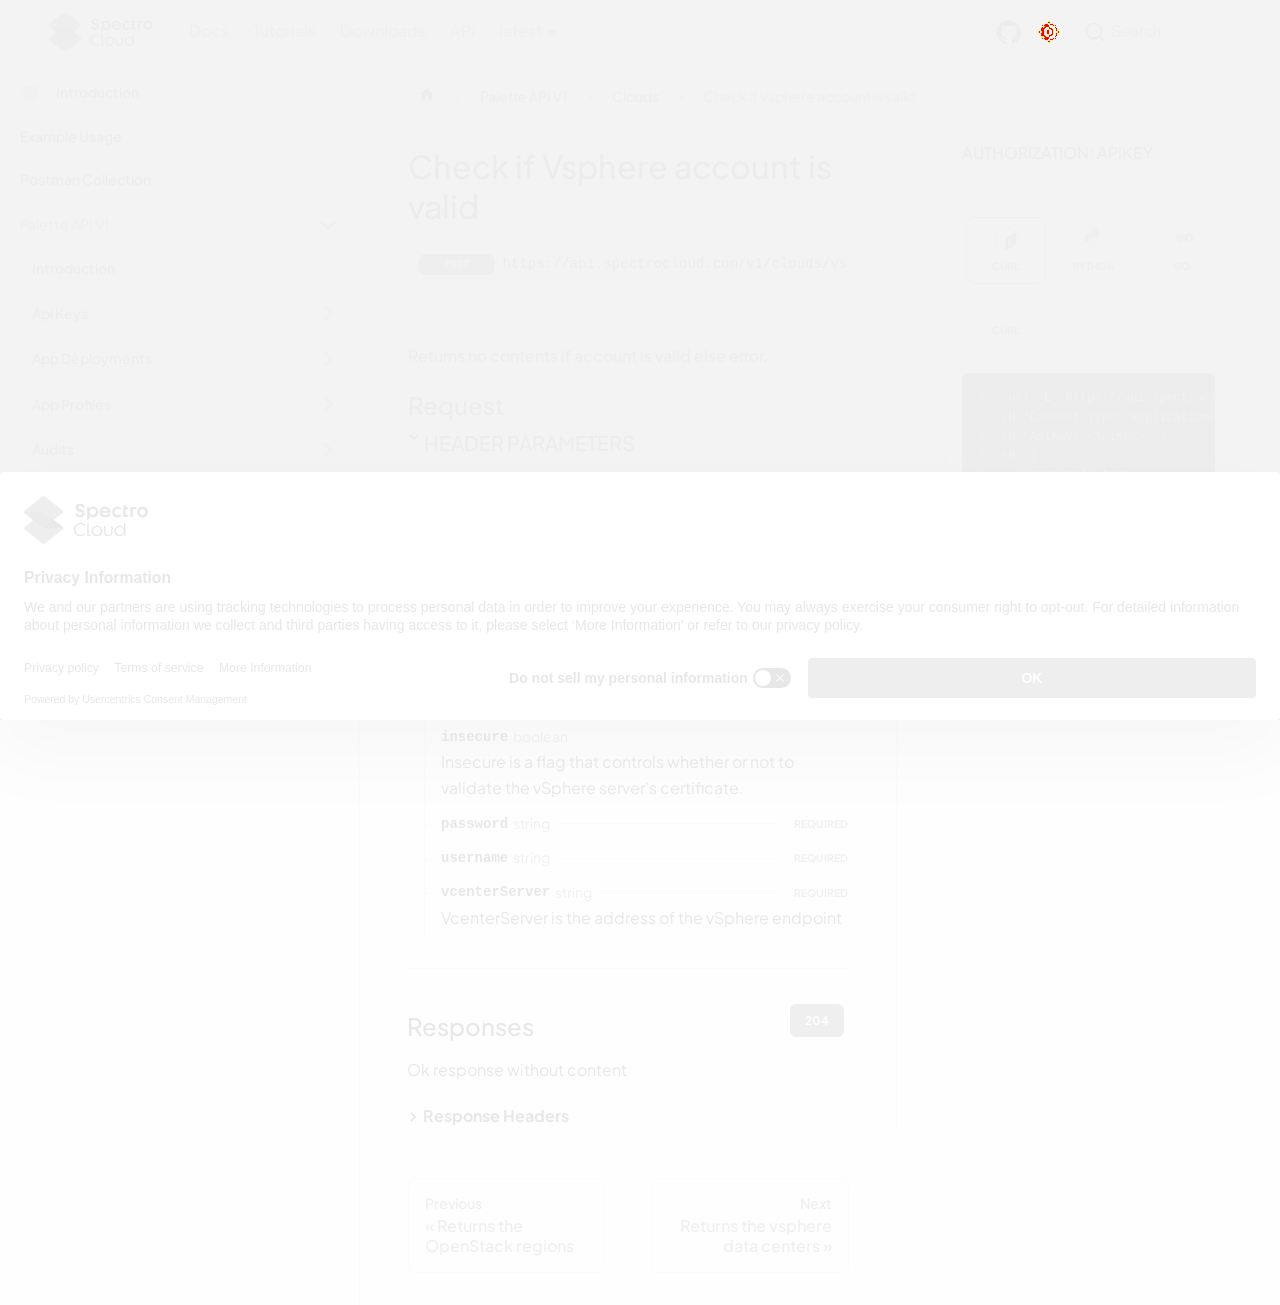 Spectro Cloud
Docs Tutorials Downloads API latest
Search
Introduction
Example Usage
Postman Collection
Palette API V1
Introduction
Api Keys
App Deployments
App Profiles
Audits
Palette API V1 Clouds Check if Vsphere account is valid
Check if Vsphere account is
valid
POST https://api.spectrocloud.com/v1/clouds/vs
Returns no contents if account is valid else error.
Request
HEADER PARAMETERS
AUTHORIZATION: APIKEY
CURL PYTHON GO
CURL
Spectro
Cloud
Privacy Information
We and our partners are using tracking technologies to process personal data in order to improve your experience. You may always exercise your consumer right to opt-out. For detailed information
about personal information we collect and third parties having access to it, please select ‘More Information’ or refer to our privacy policy.
Privacy policy Terms of service More Information
Powered by Usercentrics Consent Management
Do not sell my personal information
OK
insecure boolean
Insecure is a flag that controls whether or not to
validate the vSphere server's certificate.
password string REQUIRED
username string REQUIRED
vcenterServer string REQUIRED
VcenterServer is the address of the vSphere endpoint
Responses
204
Ok response without content
Response Headers
Previous
« Returns the
OpenStack regions
Next
Returns the vsphere
data centers »